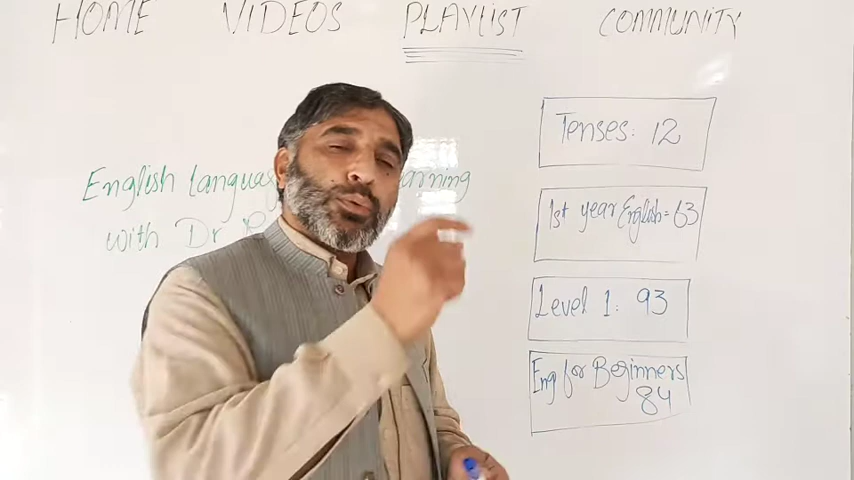 HOME VIDEOS PLAYLIST COMMUNITY
English Language Learning
with Dr
Tenses: 12
1st year English = 63
Level 1: 93
Eng for Beginners
84